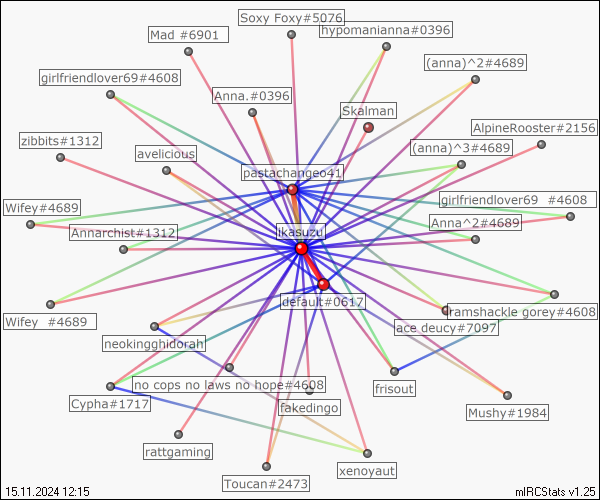 Soxy Foxy#5076
hypomanianna#0396
Mad #6901
(anna)^2#4689
girlfriendlover69#4608
Anna.#0396
Skalman
AlpineRooster#2156
zibbits#1312
(anna)^3#4689
avelicious
pastachangeo41
girlfriendlover69 #4608
Wifey#4689
Anna^2#4689
Annarchist#1312
Ikasuzu
default#0617
ramshackle gorey#4608
Wifey #4689
ace deucy#7097
neokingghidorah
no cops no laws no hope#4608
frisout
Cypha#1717
fakedingo
Mushy#1984
rattgaming
xenoyaut
Toucan#2473
15.11.2024 12:15
mIRCStats v1.25